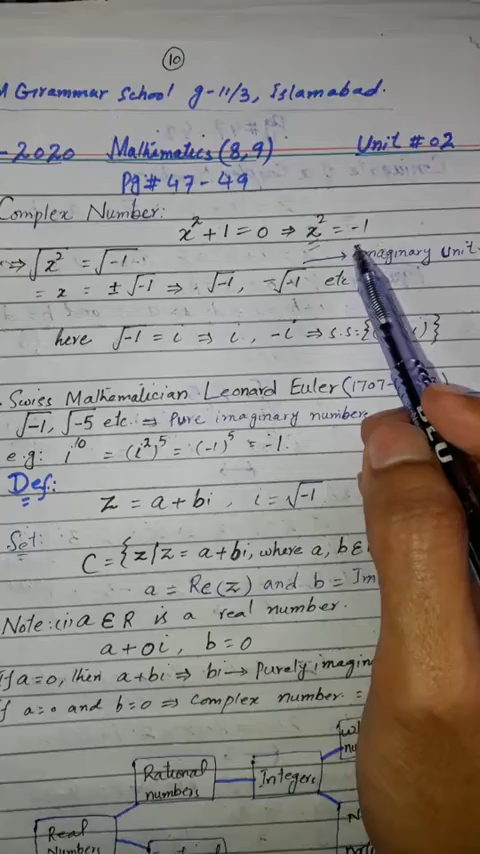 10
Grammar School G-11/3, Islamabad.
-2020 Mathematics (8,9) Unit # 02
Pg # 47-49
Complex Number:
x² + 1 = 0 ⇒ x² = -1
⇒ √x² = √-1 → Imaginary Unit.
= x = ± √-1 ⇒ √-1, -√-1 etc
here √-1 = i ⇒ i, -i ⇒ S.S = { i)}
Swiss Mathematician Leonard Euler (1707-
√-1, √-5 etc. ⇒ Pure imaginary numbers
e.g: i¹⁰ = (i²)⁵ = (-1)⁵ = -1.
Def:
Z = a + bi, i = √-1
Set:
C = {Z/Z = a + bi, where a, b ∈
a = Re(Z) and b = Im
Note: (i) a ∈ R is a real number.
a + 0i, b = 0
If a = 0, then a + bi ⇒ bi → Purely
If a = 0 and b = 0 ⇒ Complex number. =
Rational numbers
Integers
Real Numbers